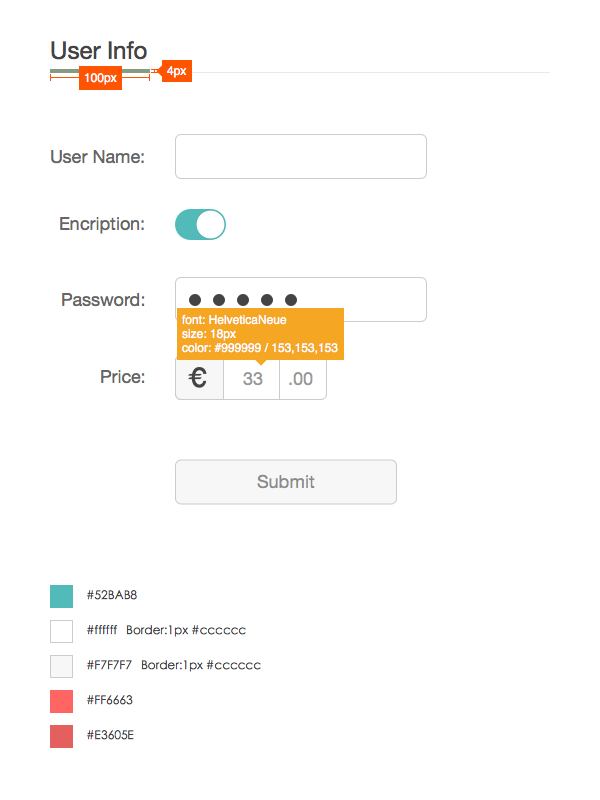 User Info
100px
4px
User Name:
Encription:
Password:
font: HelveticaNeue
size: 18px
color: #999999 / 153,153,153
Price:
€ 33 .00
Submit
#52BAB8
#ffffff Border:1px #cccccc
#F7F7F7 Border:1px #cccccc
#FF6663
#E3605E